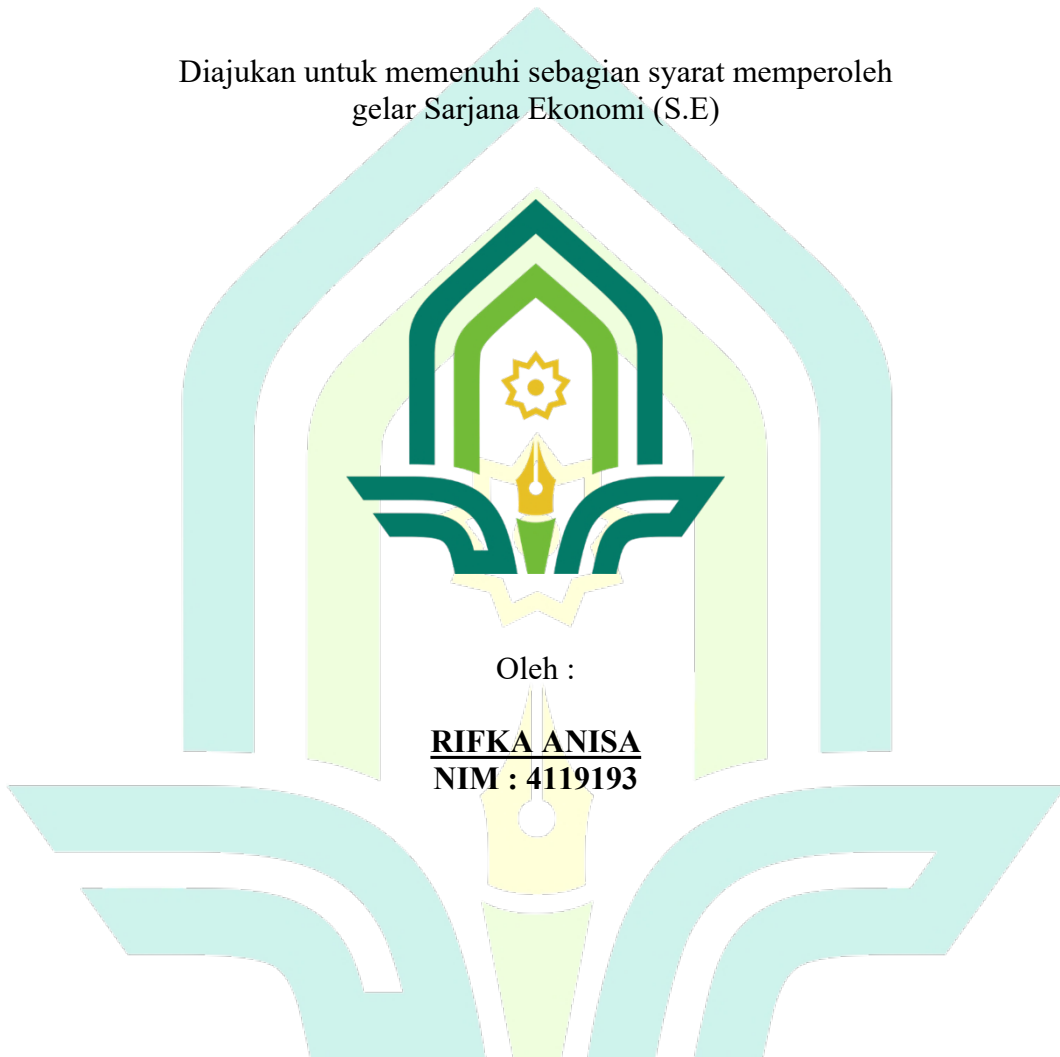 Diajukan untuk memenuhi sebagian syarat memperoleh
gelar Sarjana Ekonomi (S.E)
Oleh :
RIFKA ANISA
NIM : 4119193